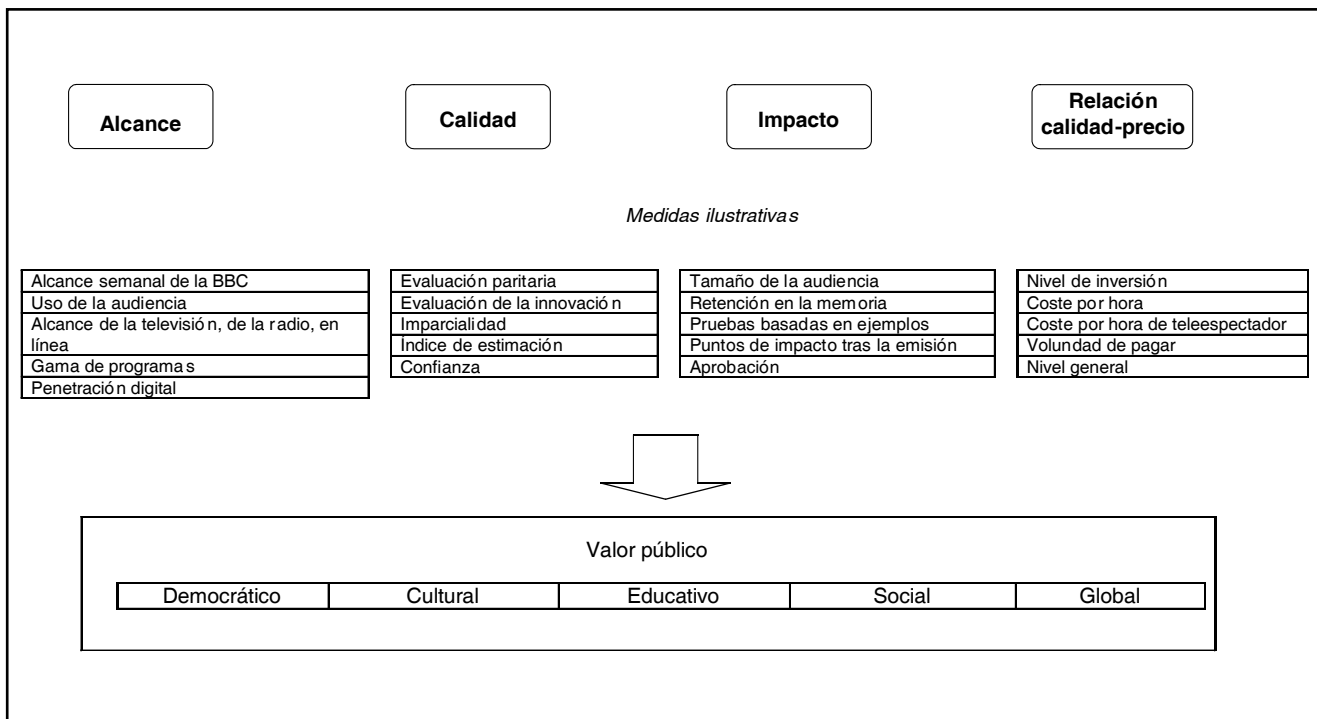 Alcance
Calidad
Impacto
Relación
calidad-precio
Medidas ilustrativas
Alcance semanal de la BBC
Uso de la audiencia
Alcance de la televisión, de la radio, en
línea
Gama de programas
Penetración digital
Evaluación paritaria
Evaluación de la innovación
Imparcialidad
Índice de estimación
Confianza
Tamaño de la audiencia
Retención en la memoria
Pruebas basadas en ejemplos
Puntos de impacto tras la emisión
Aprobación
Nivel de inversión
Coste por hora
Coste por hora de teleespectador
Volundad de pagar
Nivel general
Valor público
Democrático
Cultural
Educativo
Social
Global